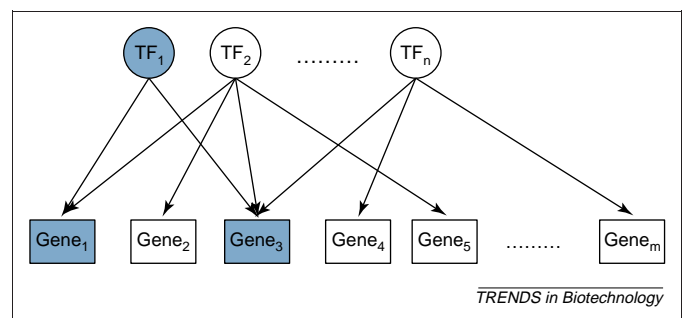 TF₁ TF₂ ......... TFₙ
Gene₁ Gene₂ Gene₃ Gene₄ Gene₅ ......... Geneₘ
TRENDS in Biotechnology